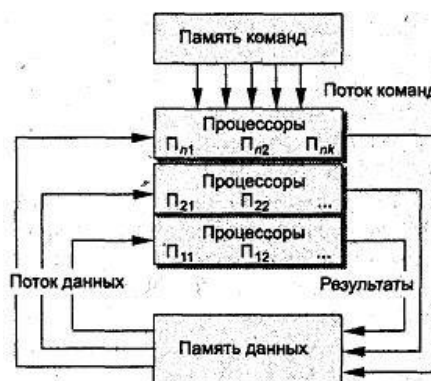 Память команд
Поток команд
Процессоры
Пn1 Пn2 Пnk
Процессоры
П21 П22 ...
Процессоры
П11 П12 ...
Поток данных
Результаты
Память данных